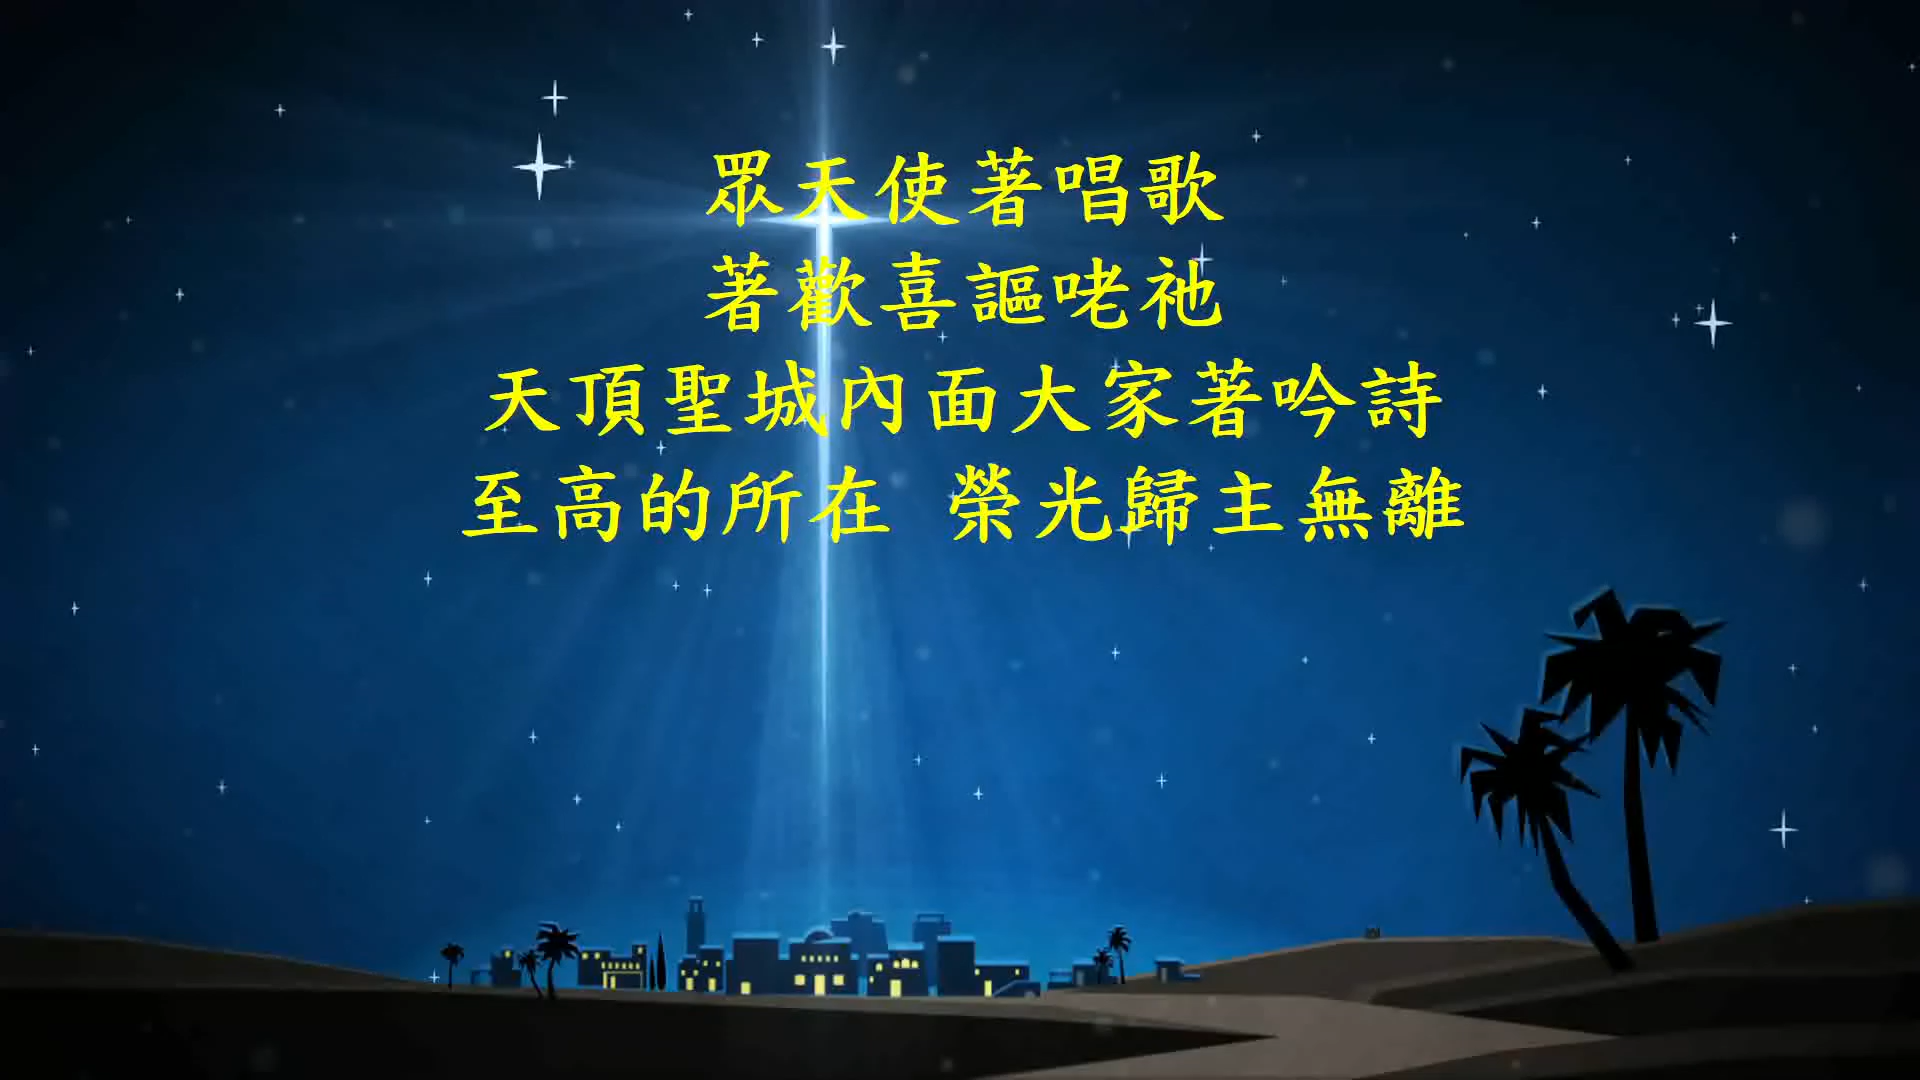 眾天使著唱歌
著歡喜謳咾祂
天頂聖城內面大家著吟詩
至高的所在 榮光歸主無離